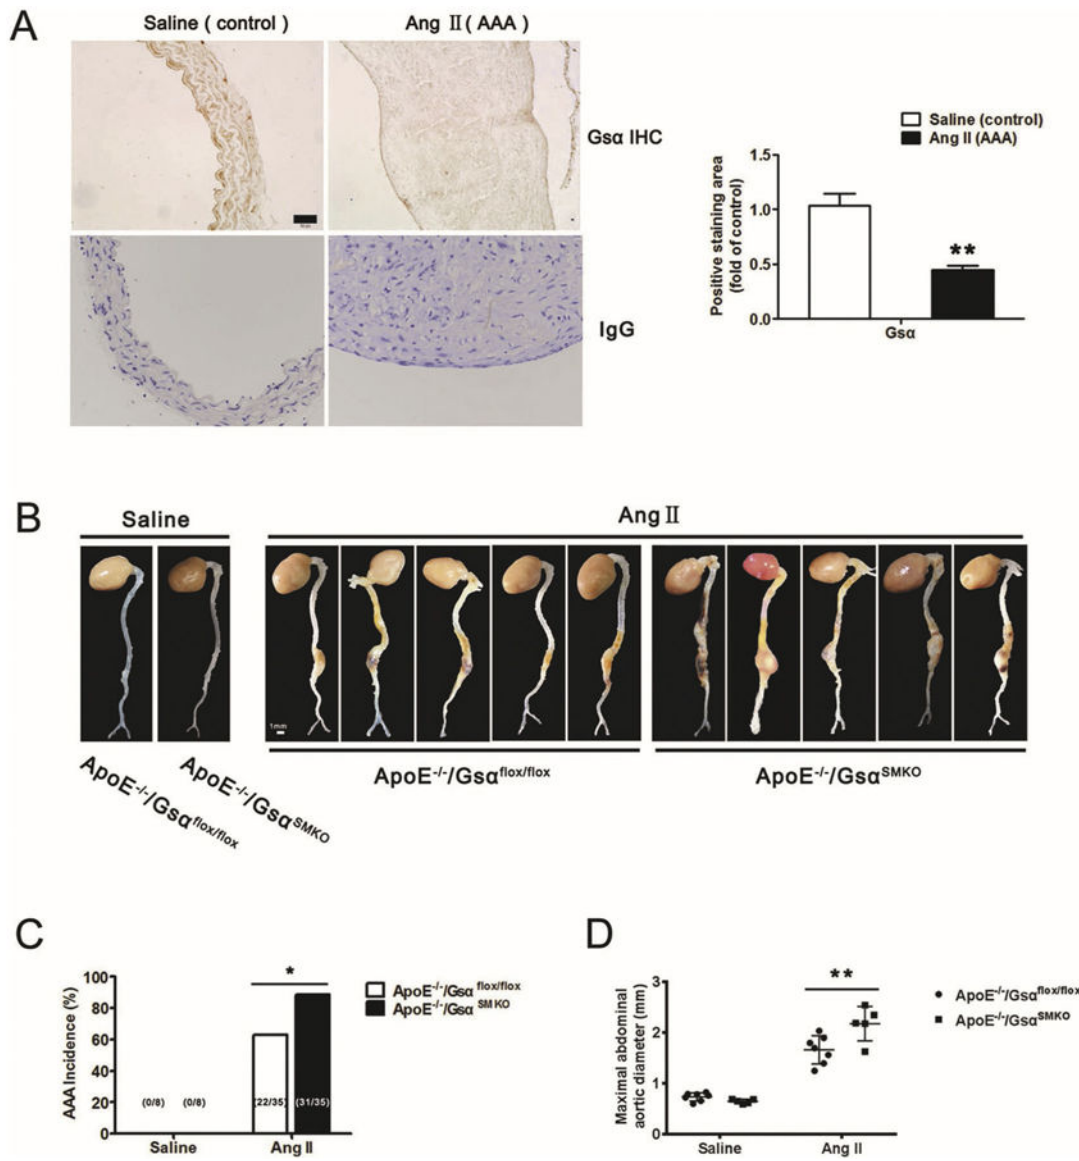 A
Saline ( control )
Ang Ⅱ ( AAA )
Gsα IHC
IgG
Saline (control)
Ang II (AAA)
Positive staining area
(fold of control)
1.5
1.0
0.5
0.0
**
Gsα
B
Saline
Ang Ⅱ
1mm
ApoE-/-/Gsαflox/flox
ApoE-/-/GsαSMKO
ApoE-/-/Gsαflox/flox
ApoE-/-/GsαSMKO
C
AAA Incidence (%)
100
80
60
40
20
0
(0/8)
(0/8)
(22/35)
(31/35)
*
Saline
Ang II
ApoE-/-/Gsα flox/flox
ApoE-/-/Gsα SM KO
D
Maximal abdominal
aortic diameter (mm)
3
2
1
0
**
Saline
Ang II
ApoE-/-/Gsαflox/flox
ApoE-/-/GsαSMKO